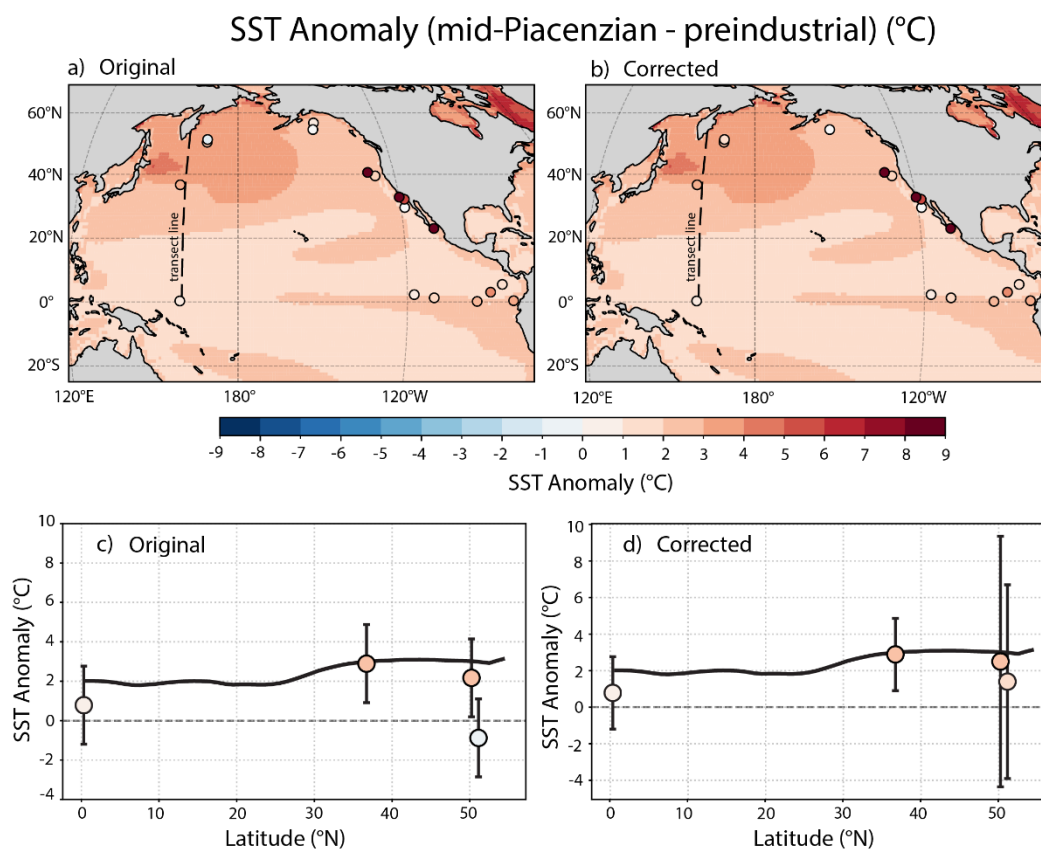 SST Anomaly (mid-Piacenzian - preindustrial) (°C)
a) Original
b) Corrected
60°N
40°N
20°N
0°
20°S
transect line
120°E
180°
120°W
60°N
40°N
20°N
0°
20°S
transect line
120°E
180°
120°W
-9 -8 -7 -6 -5 -4 -3 -2 -1 0 1 2 3 4 5 6 7 8 9
SST Anomaly (°C)
c) Original
10
8
6
4
2
0
-2
-4
SST Anomaly (°C)
0 10 20 30 40 50
Latitude (°N)
d) Corrected
10
8
6
4
2
0
-2
-4
SST Anomaly (°C)
0 10 20 30 40 50
Latitude (°N)